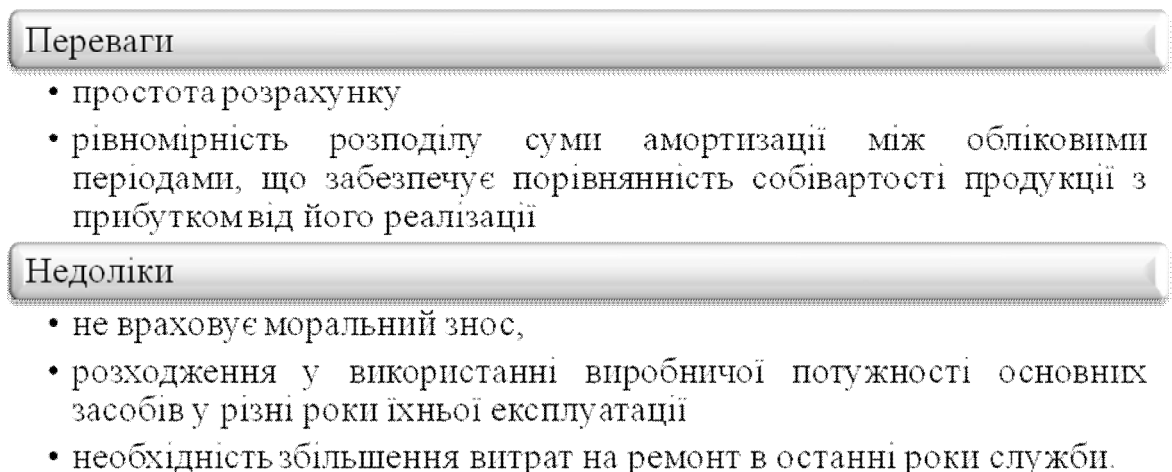 Переваги
• простота розрахунку
• рівномірність розподілу суми амортизації між обліковими
періодами, що забезпечує порівнянність собівартості продукції з
прибутком від його реалізації
Недоліки
• не враховує моральний знос,
• розходження у використанні виробничої потужності основних
засобів у різні роки їхньої експлуатації
• необхідність збільшення витрат на ремонт в останні роки служби.